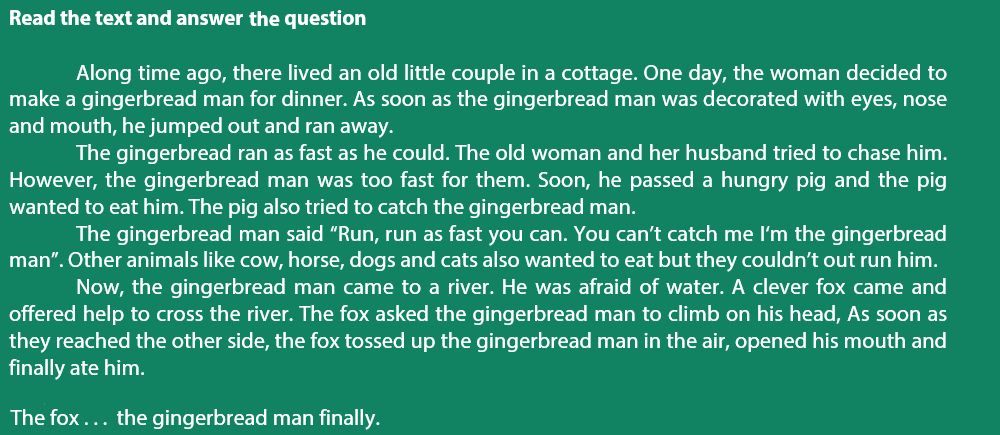 Read the text and answer the question
Along time ago, there lived an old little couple in a cottage. One day, the woman decided to
make a gingerbread man for dinner. As soon as the gingerbread man was decorated with eyes, nose
and mouth, he jumped out and ran away.
The gingerbread ran as fast as he could. The old woman and her husband tried to chase him.
However, the gingerbread man was too fast for them. Soon, he passed a hungry pig and the pig
wanted to eat him. The pig also tried to catch the gingerbread man.
The gingerbread man said “Run, run as fast you can. You can’t catch me I‘m the gingerbread
man”. Other animals like cow, horse, dogs and cats also wanted to eat but they couldn’t out run him.
Now, the gingerbread man came to a river. He was afraid of water. A clever fox came and
offered help to cross the river. The fox asked the gingerbread man to climb on his head, As soon as
they reached the other side, the fox tossed up the gingerbread man in the air, opened his mouth and
finally ate him.
The fox . . . the gingerbread man finally.